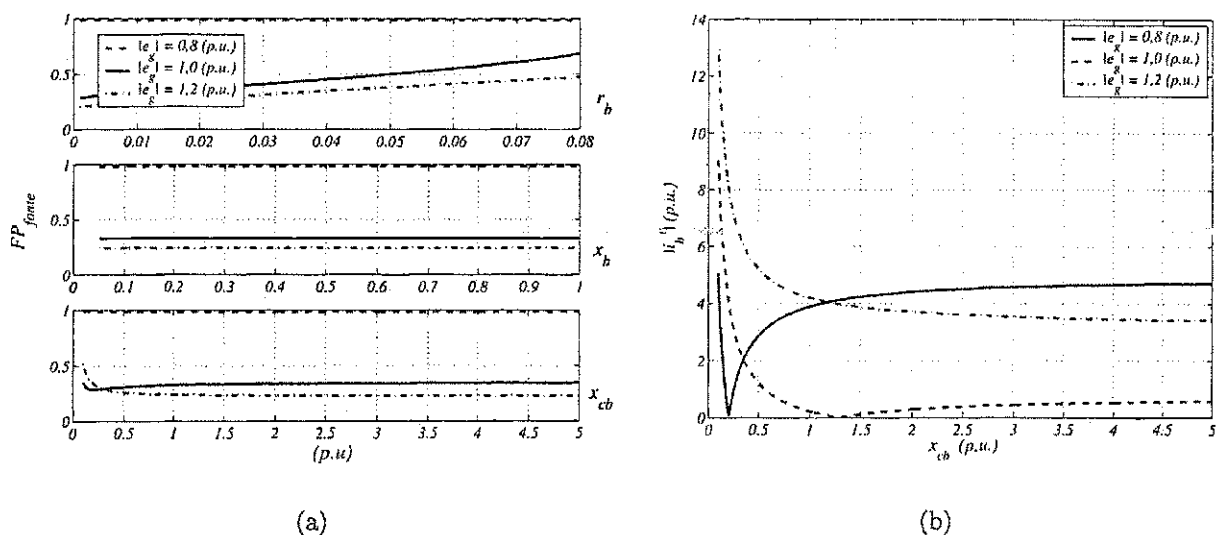 1
0.5
0
|e_g| = 0,8 (p.u.)
|e_g| = 1,0 (p.u.)
|e_g| = 1,2 (p.u.)
0 0.01 0.02 0.03 0.04 0.05 0.06 0.07 0.08
r_b
1
0.5
0
0 0.1 0.2 0.3 0.4 0.5 0.6 0.7 0.8 0.9 1
x_b
FP_fonte
1
0.5
0
0 0.5 1 1.5 2 2.5 3 3.5 4 4.5 5
x_cb
(p.u)
(a)
14
12
10
8
6
4
2
0
|e_g| = 0,8 (p.u.)
|e_g| = 1,0 (p.u.)
|e_g| = 1,2 (p.u.)
0 0.5 1 1.5 2 2.5 3 3.5 4 4.5 5
x_cb (p.u.)
(b)